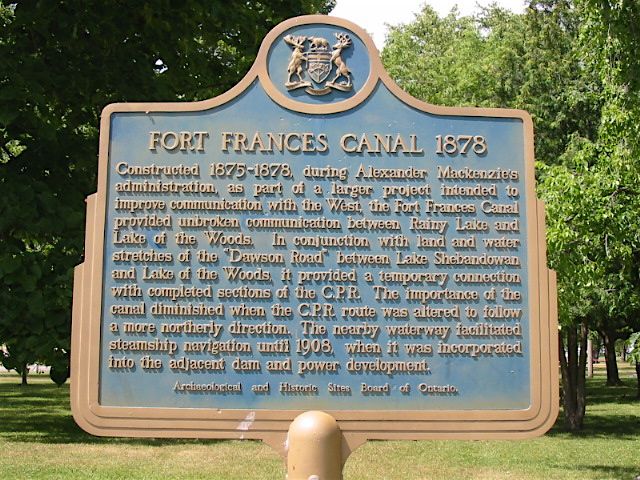 FORT FRANCES CANAL 1878
Constructed 1875-1878, during Alexander Mackenzie's
administration, as part of a larger project intended to
improve communication with the West, the Fort Frances Canal
provided unbroken communication between Rainy Lake and
Lake of the Woods. In conjunction with land and water
stretches of the "Dawson Road" between Lake Shebandowan
and Lake of the Woods, it provided a temporary connection
with completed sections of the C.P.R. The importance of the
canal diminished when the C.P.R. route was altered to follow
a more northerly direction. The nearby waterway facilitated
steamship navigation until 1908, when it was incorporated
into the adjacent dam and power development.
Archaeological and Historic Sites Board of Ontario.